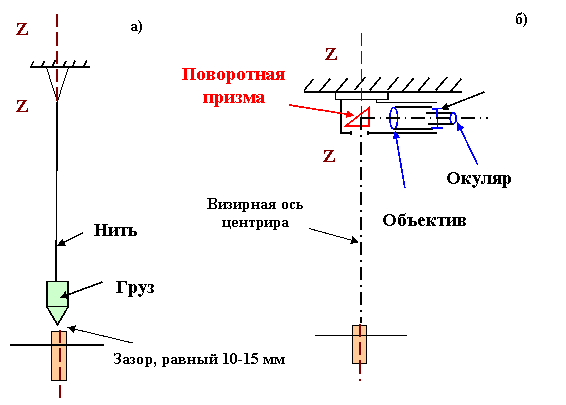 а)
Z
Z
Нить
Груз
Зазор, равный 10-15 мм
б)
Z
Поворотная
призма
Z
Окуляр
Объектив
Визирная ось
центрира